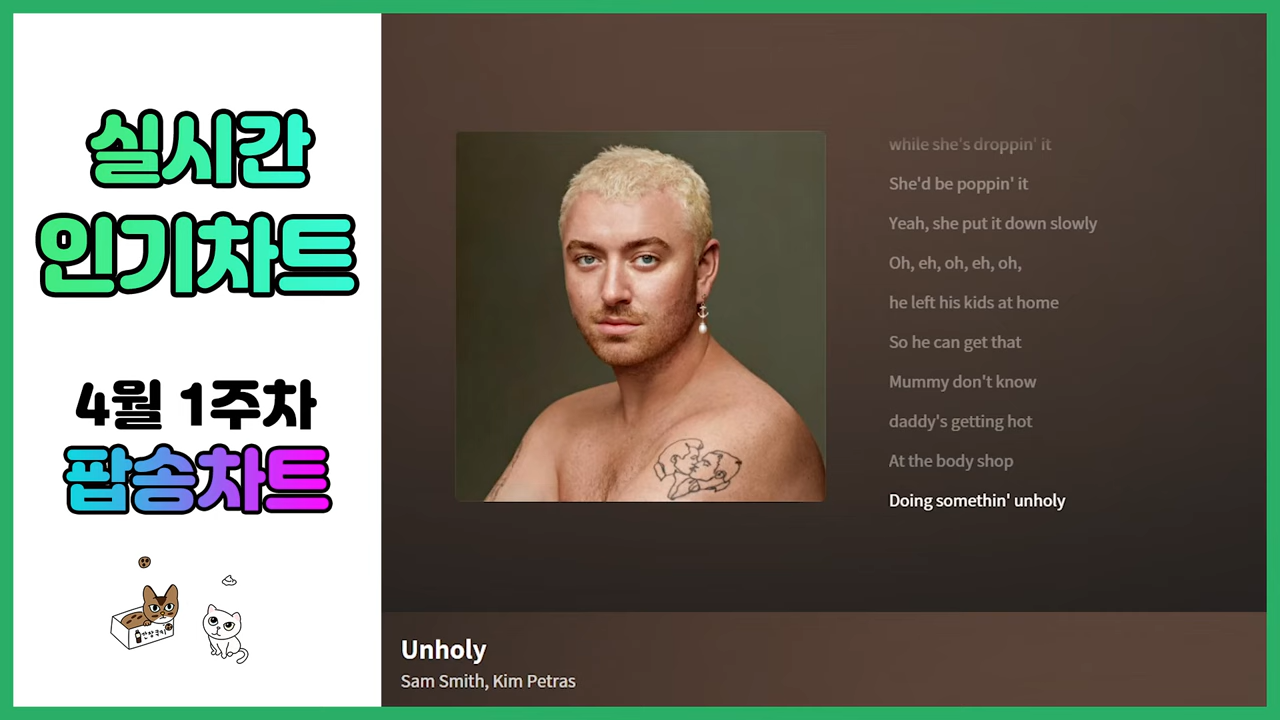 실시간
인기차트
4월 1주차
팝송차트
while she's droppin' it
She'd be poppin' it
Yeah, she put it down slowly
Oh, eh, oh, eh, oh,
he left his kids at home
So he can get that
Mummy don't know
daddy's getting hot
At the body shop
Doing somethin' unholy
Unholy
Sam Smith, Kim Petras